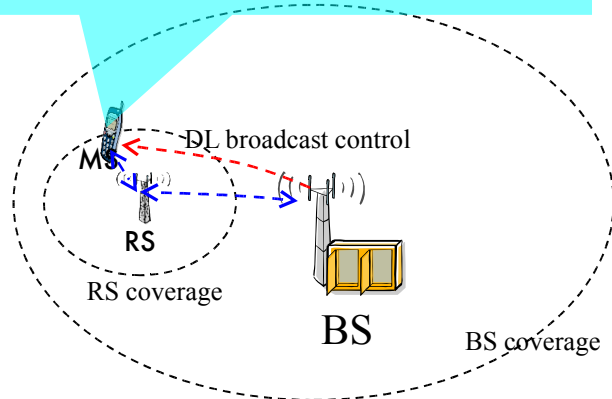 DL broadcast control
MS
RS
RS coverage
BS
BS coverage